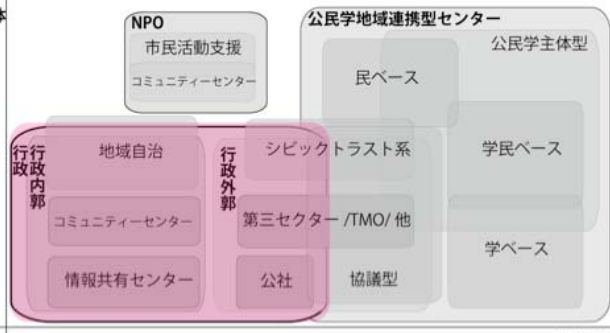 体
NPO
市民活動支援
コミュニティーセンター
公民学地域連携型センター
公民学主体型
民ベース
行政
行政内郭
地域自治
行政外郭
シビックトラスト系
学民ベース
コミュニティーセンター
第三セクター/TMO/他
学ベース
情報共有センター
公社
協議型